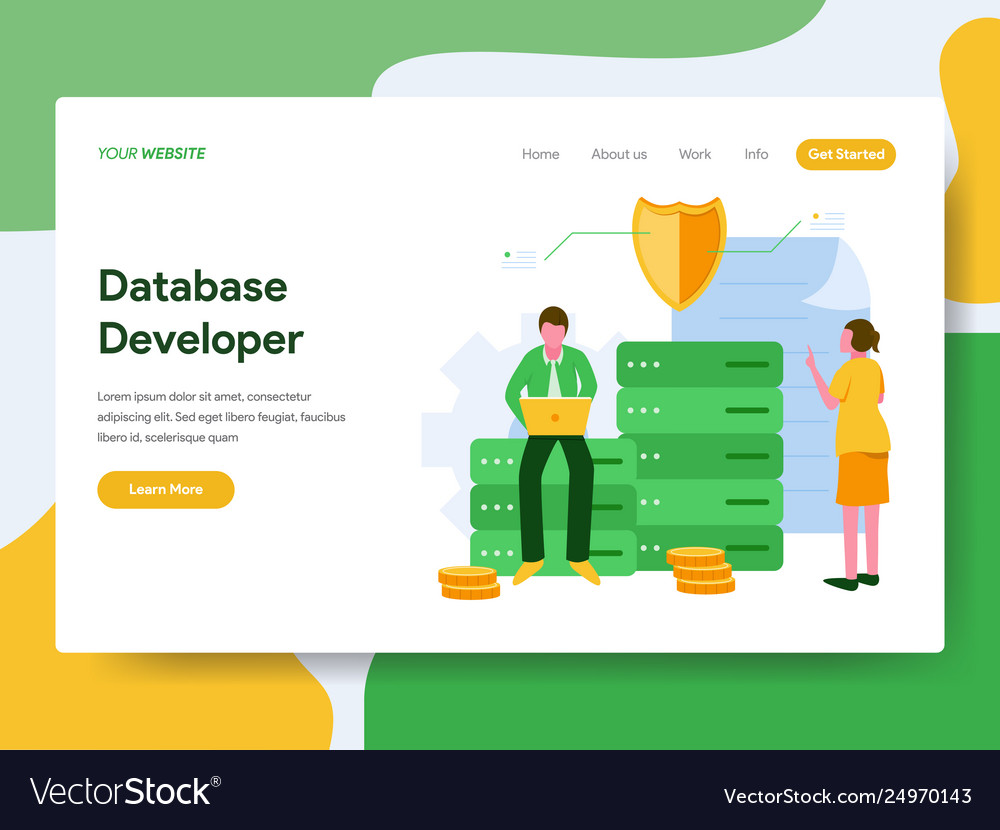 YOUR WEBSITE
Home About us Work Info Get Started
Database
Developer
Lorem ipsum dolor sit amet, consectetur
adipiscing elit. Sed eget libero feugiat, faucibus
libero id, scelerisque quam
Learn More
VectorStock®
VectorStock.com/24970143